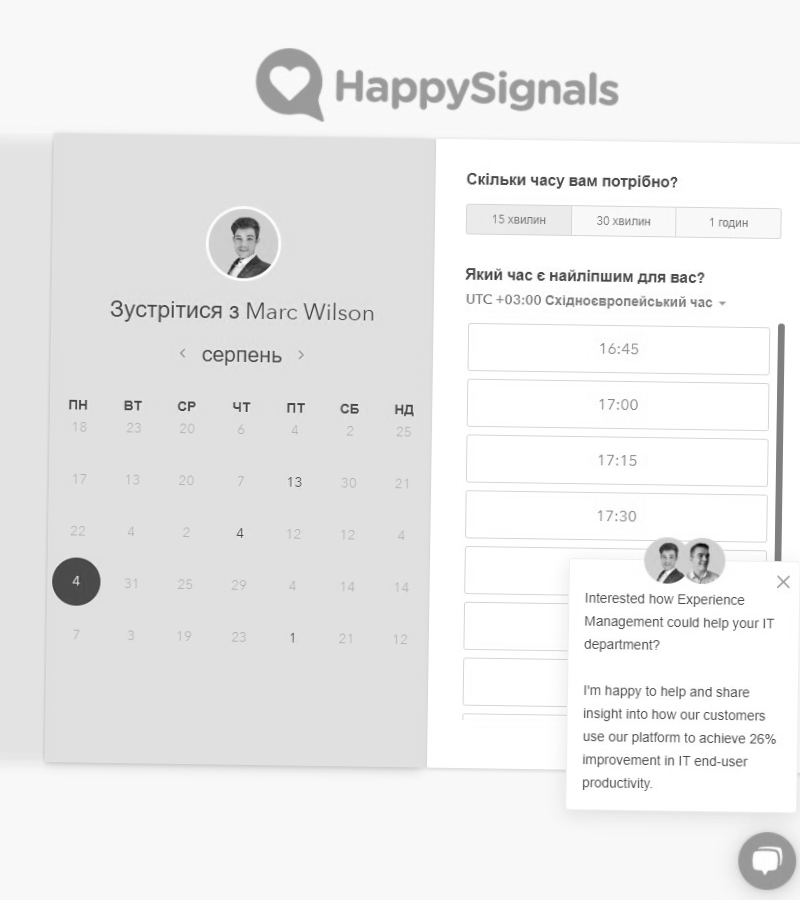 HappySignals
Зустрітися з Marc Wilson
серпень
ПН ВТ СР ЧТ ПТ СБ НД
18 23 20 6 4 2 25
17 13 20 7 13 30 21
22 4 2 4 12 12 4
4 31 25 29 4 14 14
7 3 19 23 1 21 12
Скільки часу вам потрібно?
15 хвилин 30 хвилин 1 годин
Який час є найліпшим для вас?
UTC +03:00 Східноєвропейський час
16:45
17:00
17:15
17:30
Interested how Experience
Management could help your IT
department?
I'm happy to help and share
insight into how our customers
use our platform to achieve 26%
improvement in IT end-user
productivity.